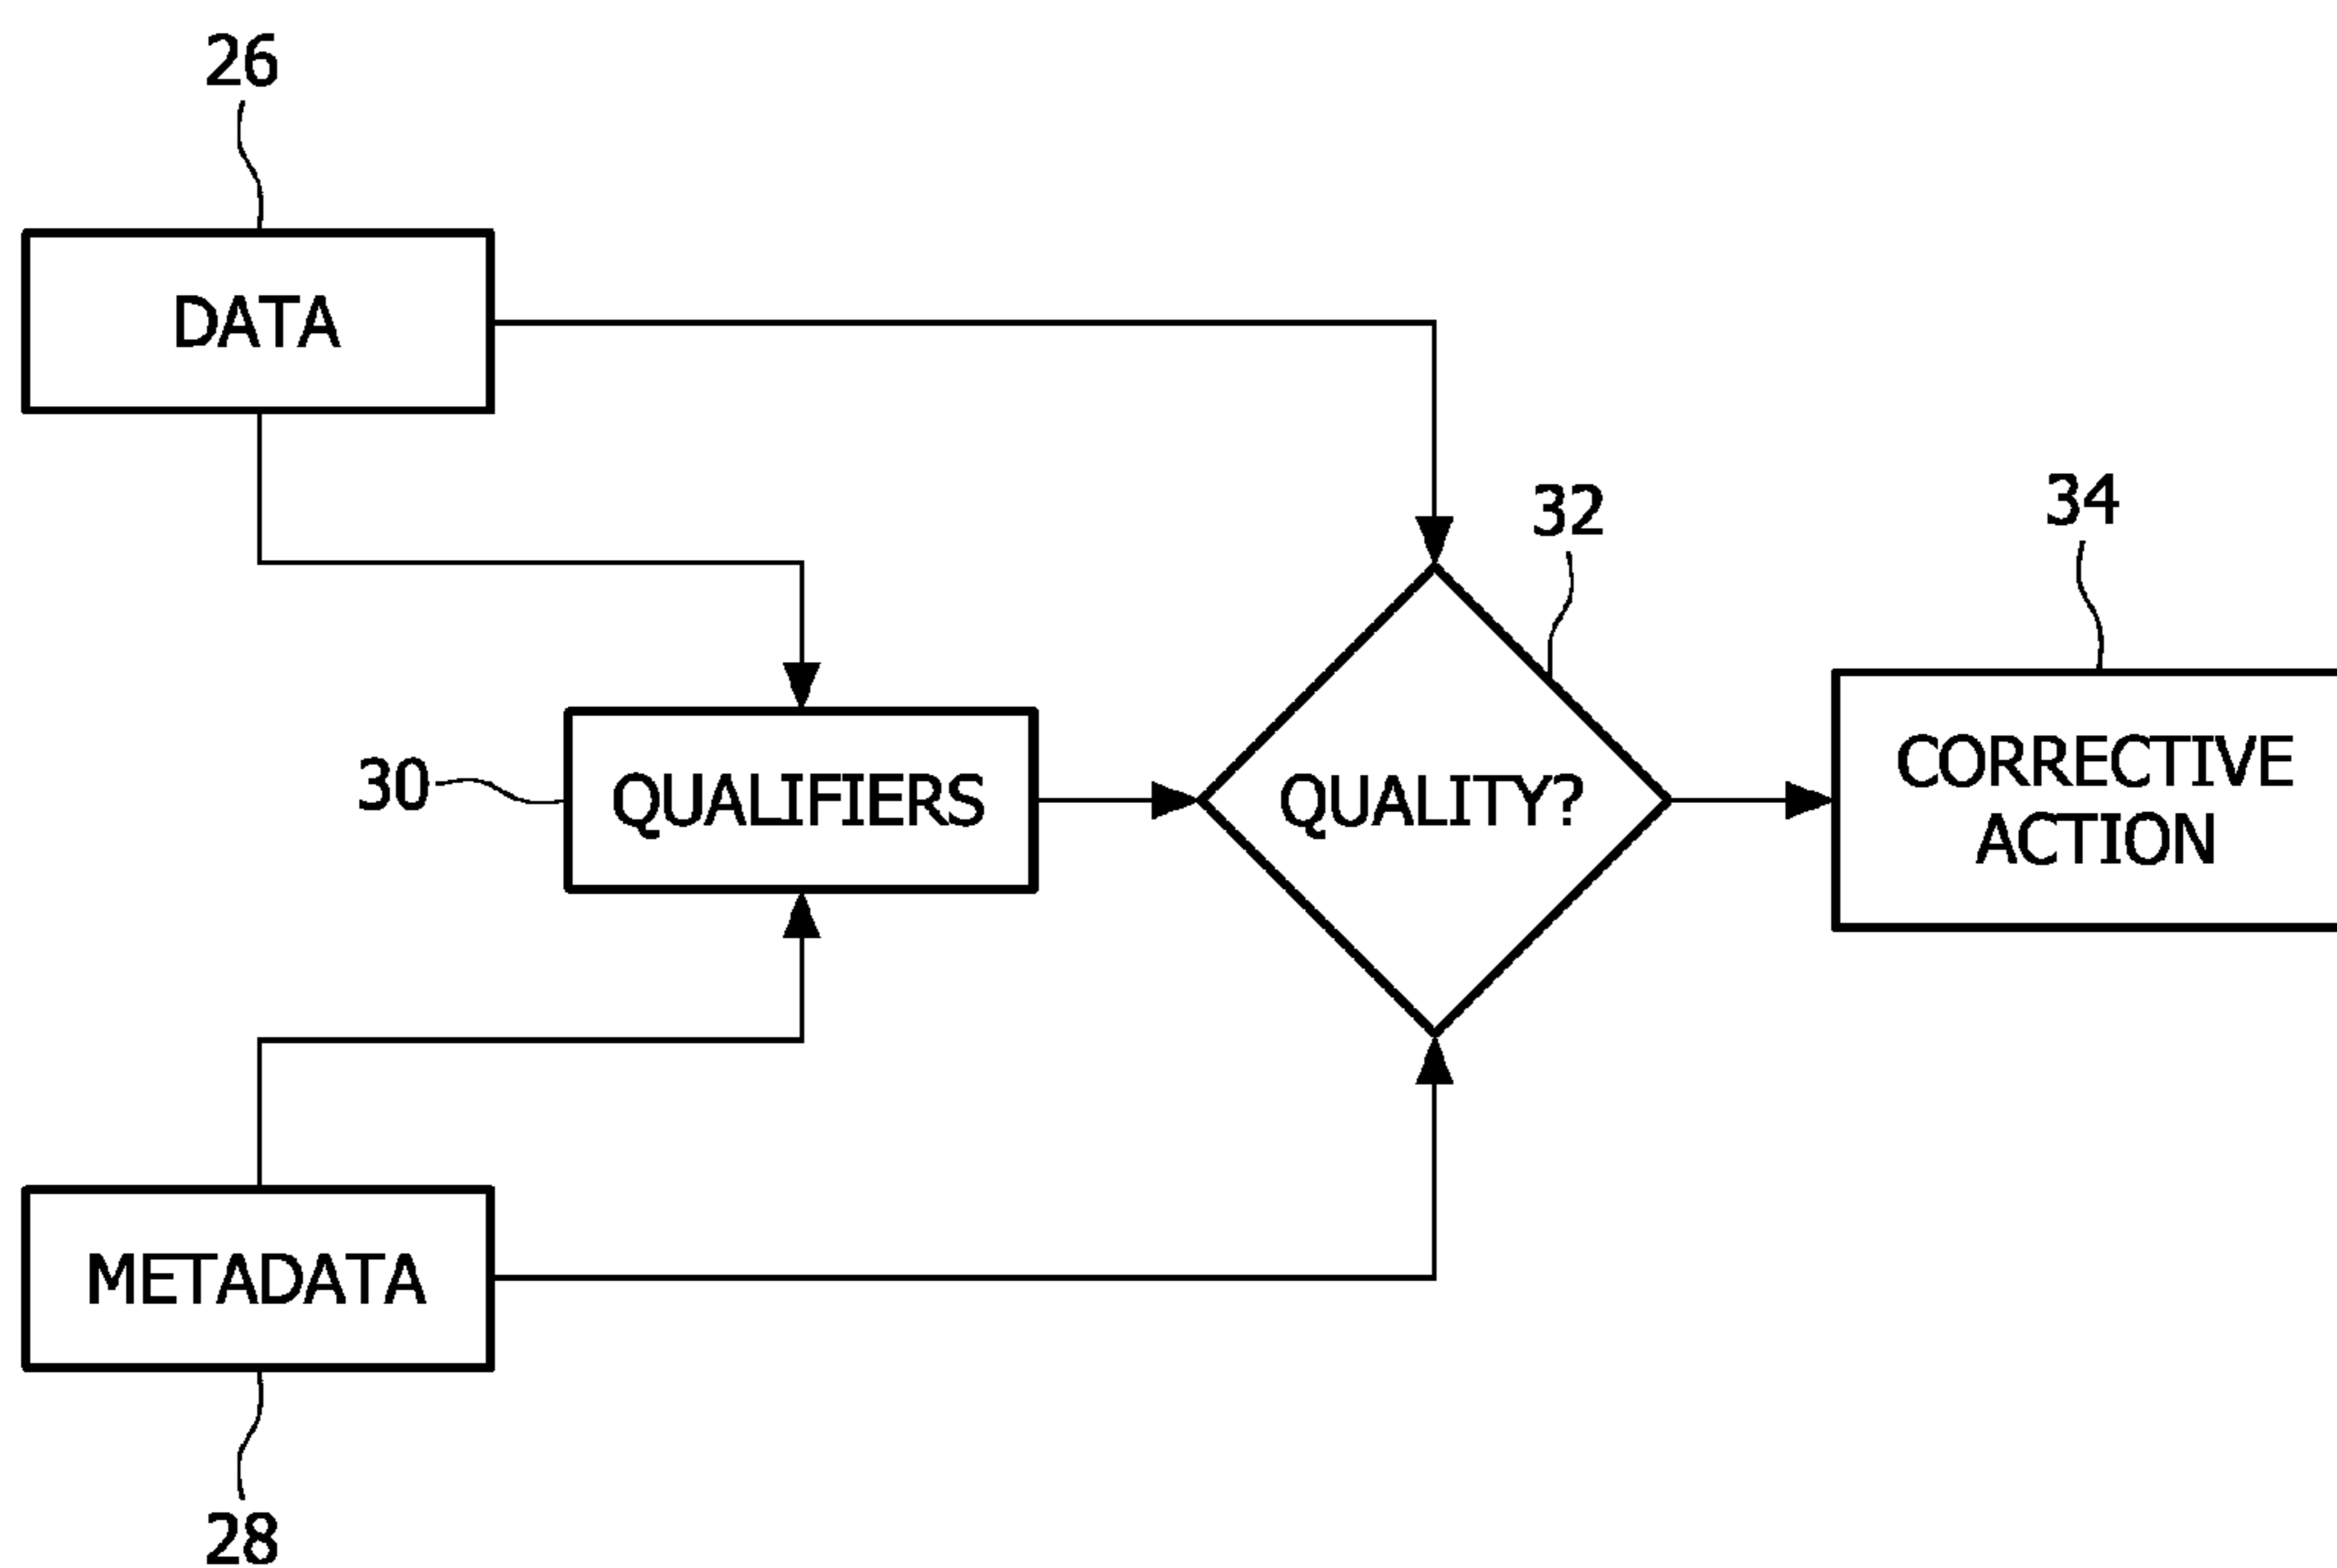 26
DATA
32
34
30
QUALIFIERS
QUALITY?
CORRECTIVE
ACTION
METADATA
28